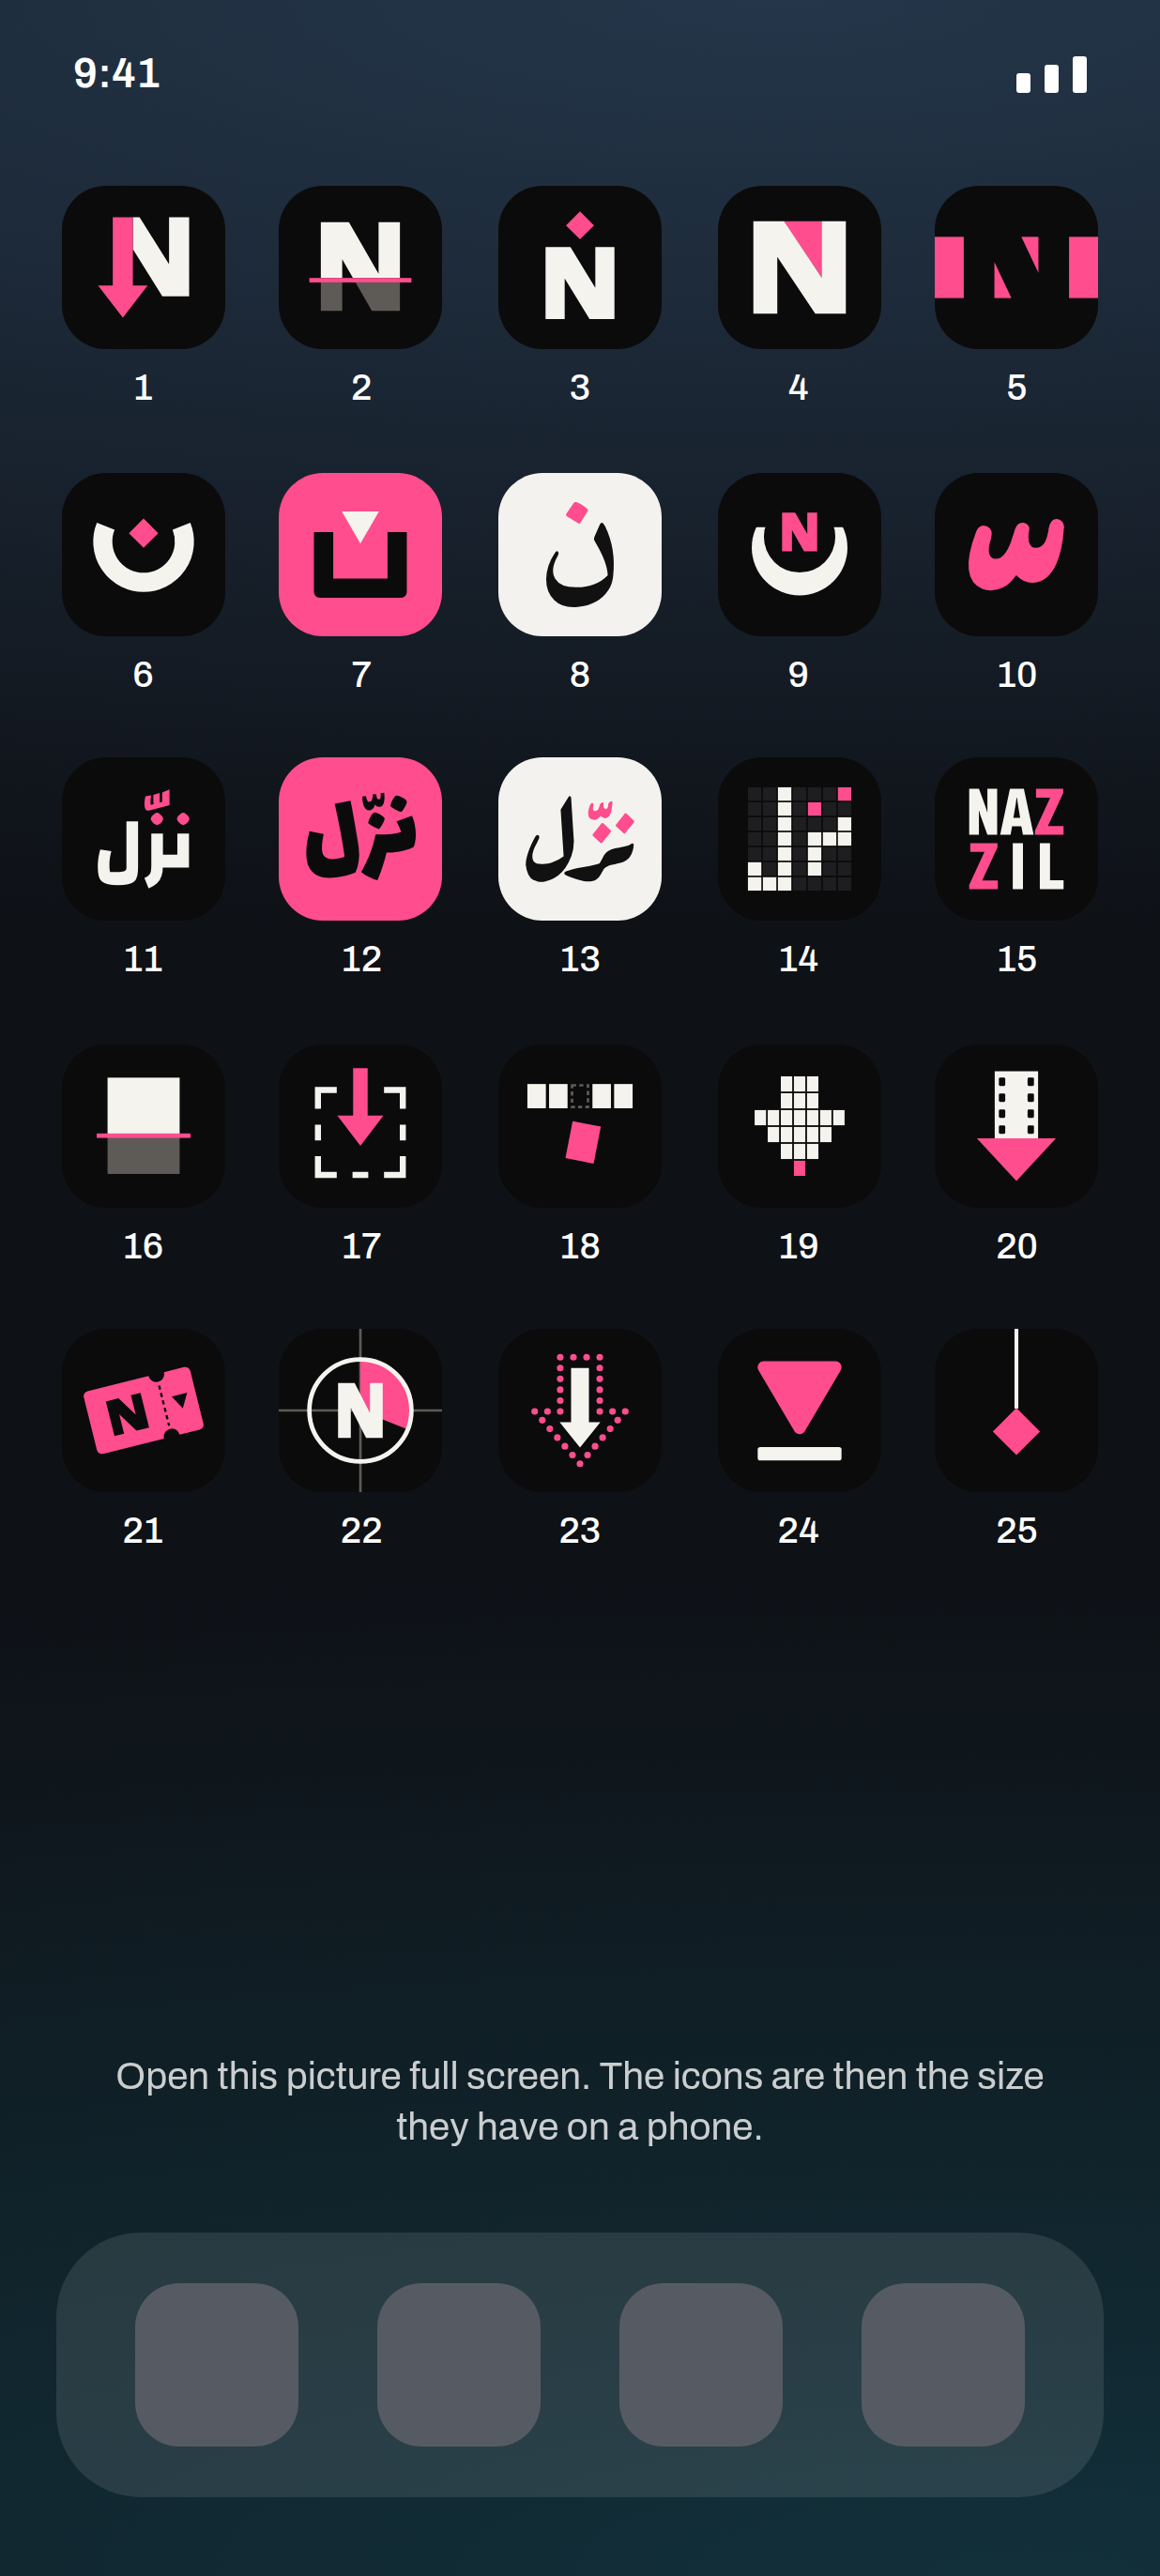 9:41
N N N N N
1 2 3 4 5
ن N س
6 7 8 9 10
نزّل نزّل نزّل نزل NAZ
ZIL
11 12 13 14 15
16 17 18 19 20
N N
21 22 23 24 25
Open this picture full screen. The icons are then the size
they have on a phone.